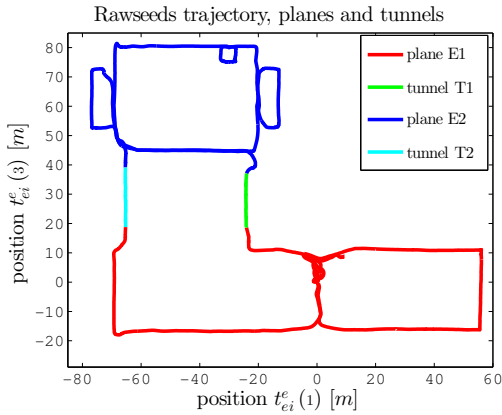 Rawseeds trajectory, planes and tunnels
plane E1
tunnel T1
plane E2
tunnel T2
position t^e_{ei}(3) [m]
80
70
60
50
40
30
20
10
0
−10
−20
−80 −60 −40 −20 0 20 40 60
position t^e_{ei}(1) [m]